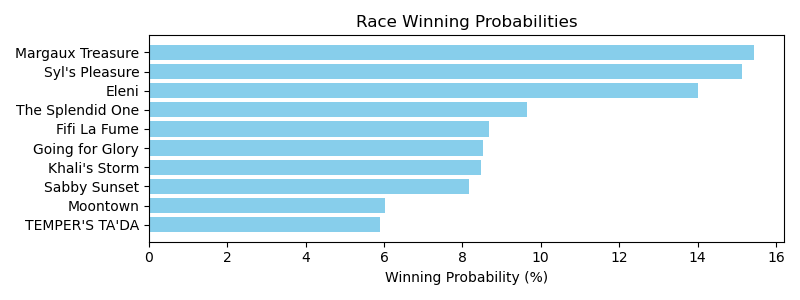 Race Winning Probabilities
Margaux Treasure
Syl's Pleasure
Eleni
The Splendid One
Fifi La Fume
Going for Glory
Khali's Storm
Sabby Sunset
Moontown
TEMPER'S TA'DA
0 2 4 6 8 10 12 14 16
Winning Probability (%)